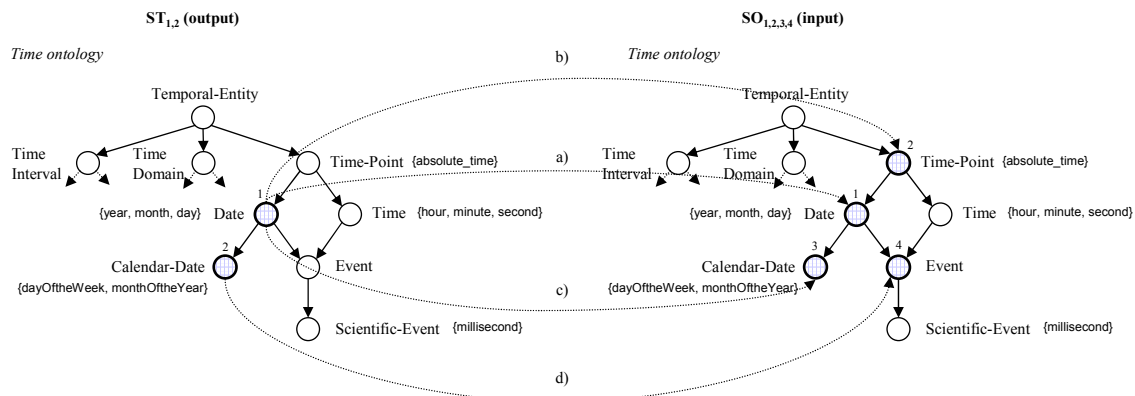 ST1,2 (output)
SO1,2,3,4 (input)
Time ontology
b)
Time ontology
Temporal-Entity
Temporal-Entity
Time
Interval
Time
Domain
Time-Point {absolute_time}
a)
Time
Interval
Time
Domain
2
Time-Point {absolute_time}
1
{year, month, day} Date
Time {hour, minute, second}
1
{year, month, day} Date
Time {hour, minute, second}
2
Calendar-Date
Event
{dayOftheWeek, monthOftheYear}
c)
3
Calendar-Date
4
Event
{dayOftheWeek, monthOftheYear}
Scientific-Event {millisecond}
Scientific-Event {millisecond}
d)